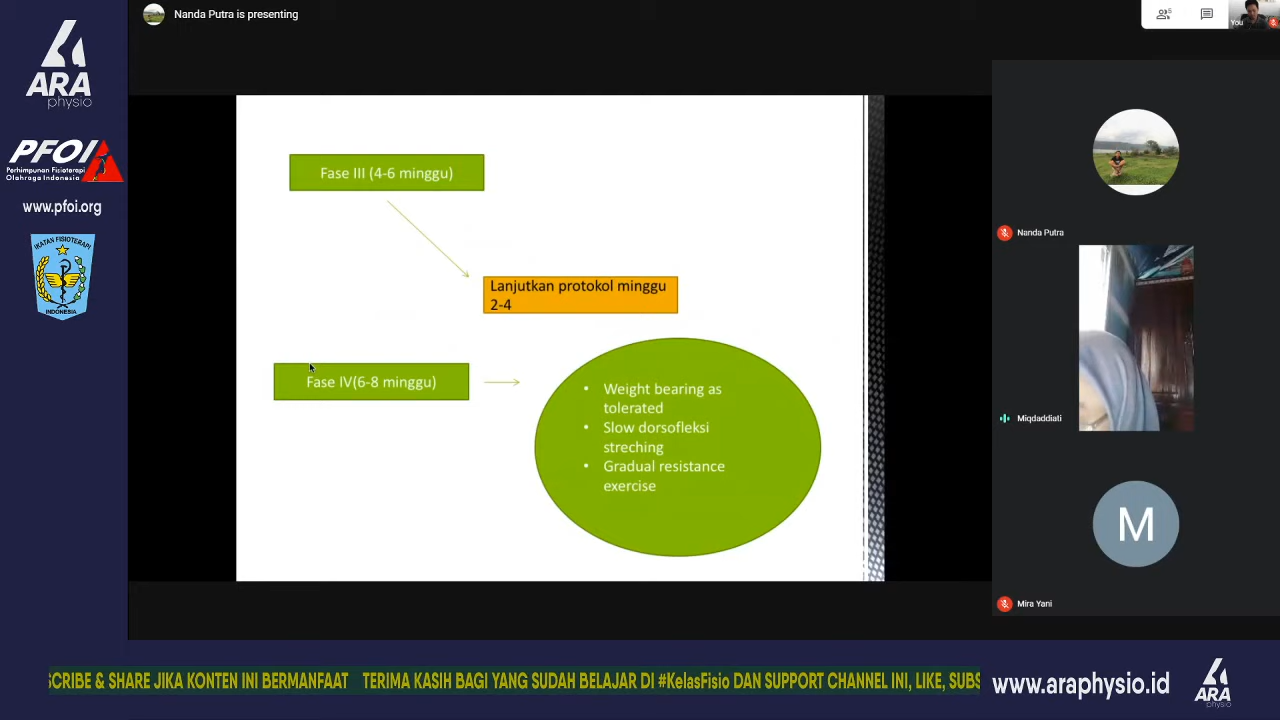 Nanda Putra is presenting
5
You
ARA
physio
PFOI
Perhimpunan Fisioterapi
Olahraga Indonesia
www.pfoi.org
IKATAN FISIOTERAPI
INDONESIA
Fase III (4-6 minggu)
Lanjutkan protokol minggu
2-4
Fase IV(6-8 minggu)
• Weight bearing as
tolerated
• Slow dorsofleksi
streching
• Gradual resistance
exercise
Nanda Putra
Miqdaddiati
M
Mira Yani
SCRIBE & SHARE JIKA KONTEN INI BERMANFAAT TERIMA KASIH BAGI YANG SUDAH BELAJAR DI #KelasFisio DAN SUPPORT CHANNEL INI, LIKE, SUBS
www.araphysio.id
ARA
physio